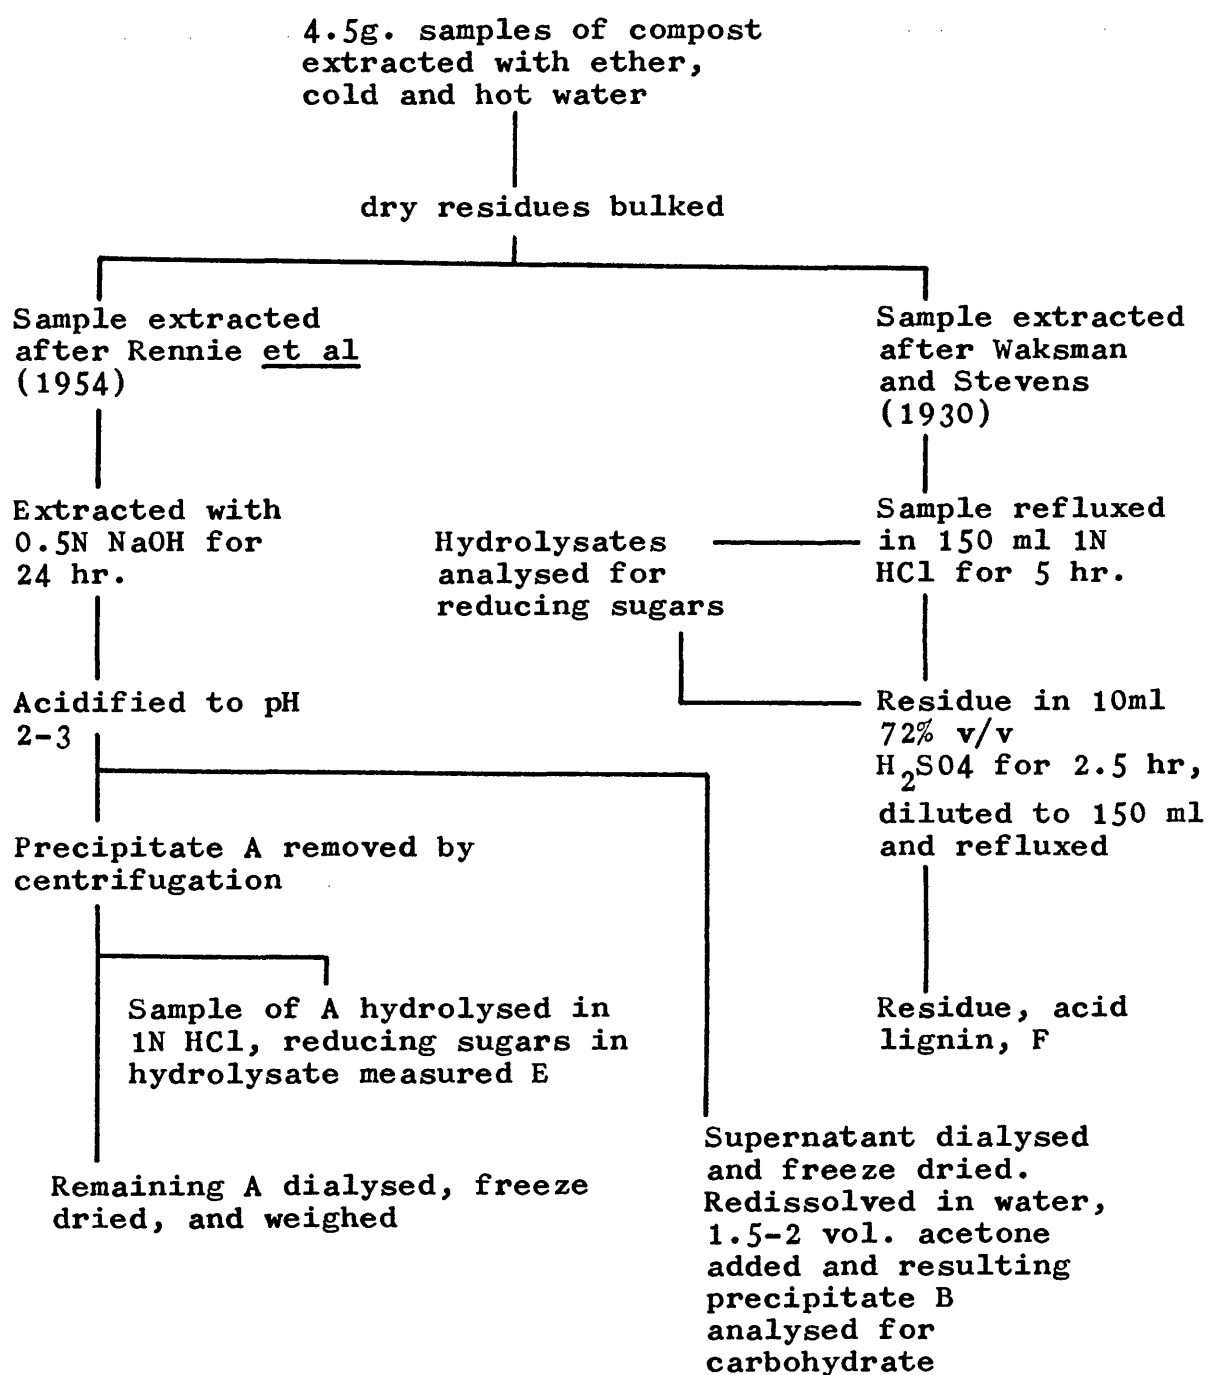 4.5g. samples of compost
extracted with ether,
cold and hot water
dry residues bulked
Sample extracted
after Rennie et al
(1954)
Extracted with
0.5N NaOH for
24 hr.
Acidified to pH
2-3
Precipitate A removed by
centrifugation
Sample of A hydrolysed in
1N HCl, reducing sugars in
hydrolysate measured E
Remaining A dialysed, freeze
dried, and weighed
Supernatant dialysed
and freeze dried.
Redissolved in water,
1.5-2 vol. acetone
added and resulting
precipitate B
analysed for
carbohydrate
Sample extracted
after Waksman
and Stevens
(1930)
Sample refluxed
in 150 ml 1N
HCl for 5 hr.
Hydrolysates
analysed for
reducing sugars
Residue in 10ml
72% v/v
H2SO4 for 2.5 hr,
diluted to 150 ml
and refluxed
Residue, acid
lignin, F